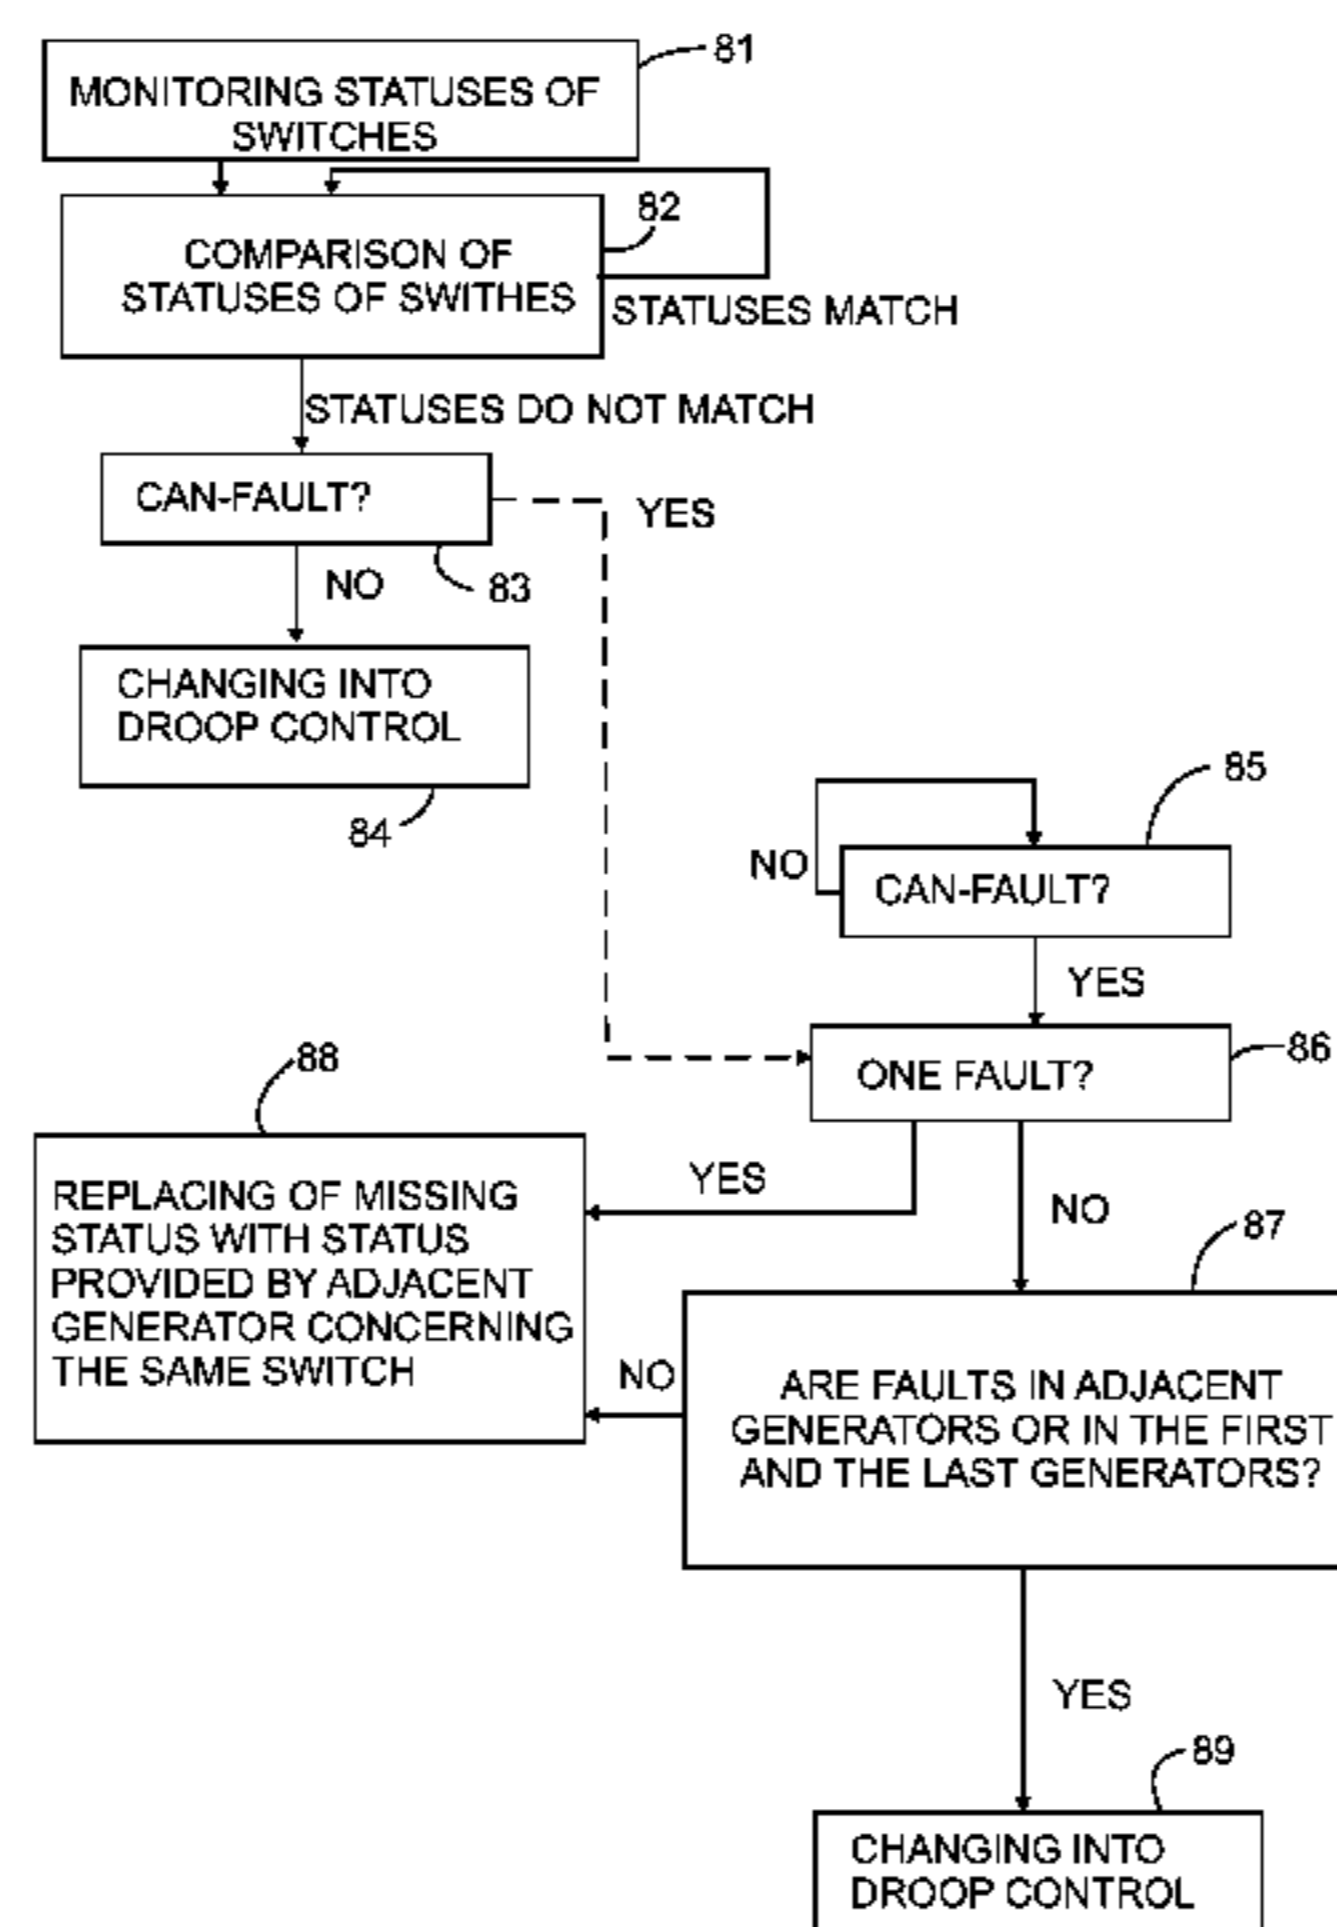 81
MONITORING STATUSES OF
SWITCHES
82
COMPARISON OF
STATUSES OF SWITHES
STATUSES MATCH
STATUSES DO NOT MATCH
CAN-FAULT?
YES
NO
83
CHANGING INTO
DROOP CONTROL
84
85
NO
CAN-FAULT?
YES
86
ONE FAULT?
88
YES
NO
REPLACING OF MISSING
STATUS WITH STATUS
PROVIDED BY ADJACENT
GENERATOR CONCERNING
THE SAME SWITCH
87
NO
ARE FAULTS IN ADJACENT
GENERATORS OR IN THE FIRST
AND THE LAST GENERATORS?
YES
89
CHANGING INTO
DROOP CONTROL